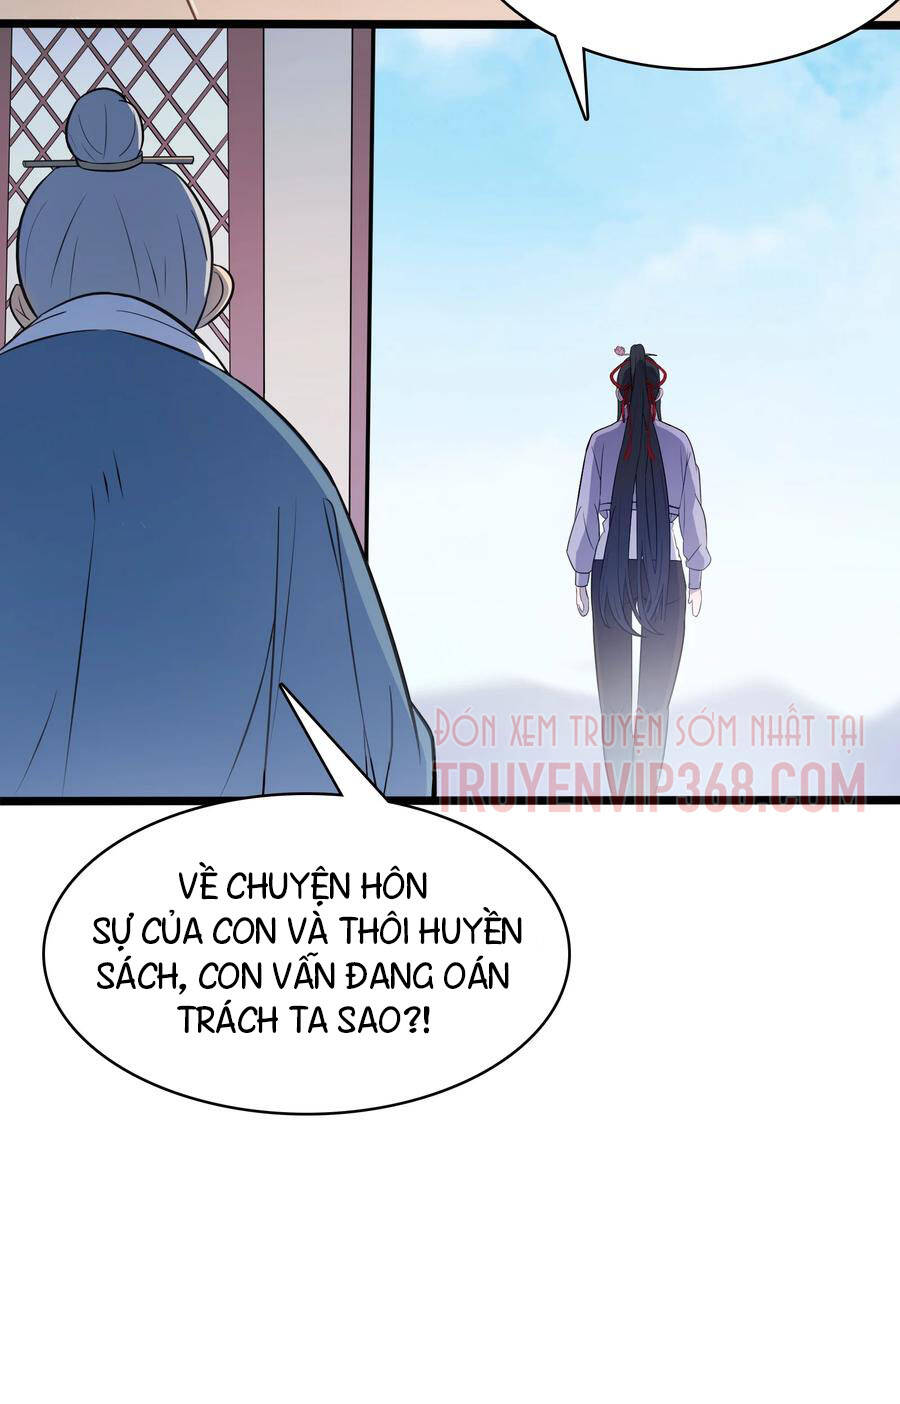 ĐÓN XEM TRUYỆN SỚM NHẤT TẠI
TRUYENVIP368.COM
VỀ CHUYỆN HÔN
SỰ CỦA CON VÀ THÔI HUYỀN
SÁCH, CON VẪN ĐANG OÁN
TRÁCH TA SAO?!